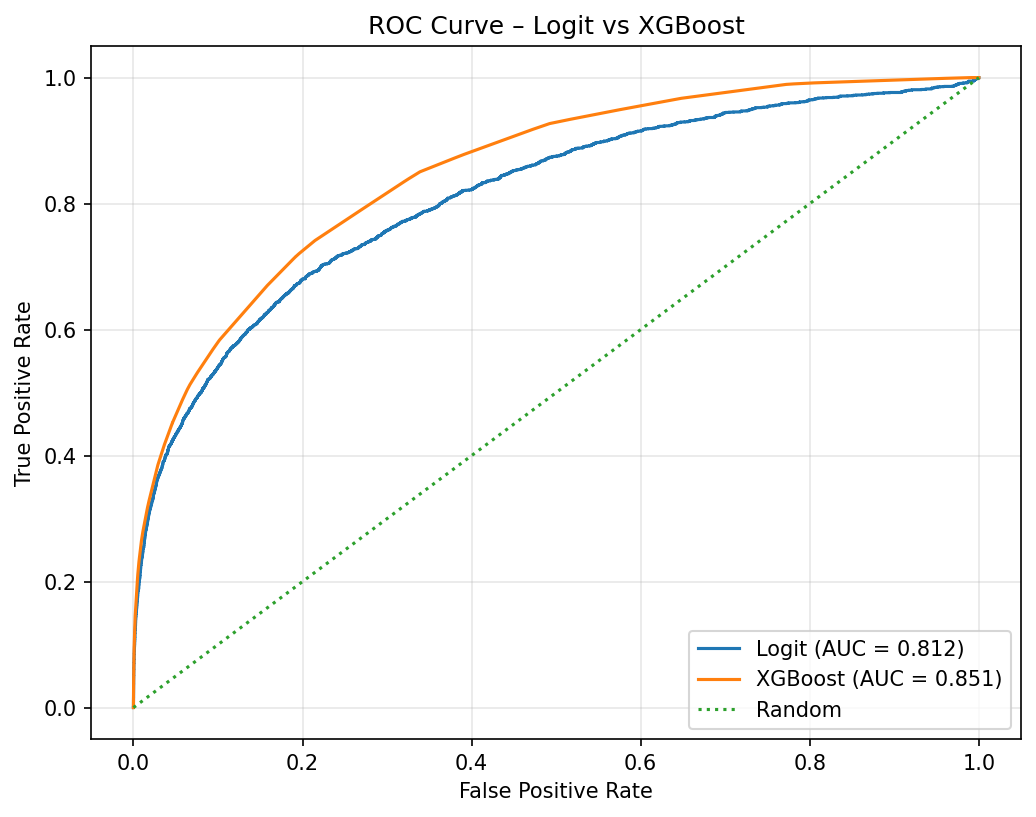 ROC Curve – Logit vs XGBoost
True Positive Rate
1.0
0.8
0.6
0.4
0.2
0.0
0.0 0.2 0.4 0.6 0.8 1.0
False Positive Rate
Logit (AUC = 0.812)
XGBoost (AUC = 0.851)
Random